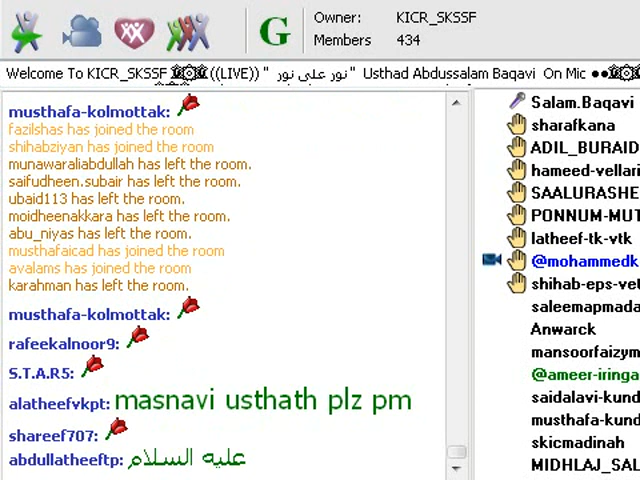 G
Owner: KICR_SKSSF
Members 434
Welcome To KICR_SKSSF ۞((LIVE)) " نور على نور " Usthad Abdussalam Baqavi On Mic ●●۞
musthafa-kolmottak:
fazilshas has joined the room
shihabziyan has joined the room
munawaraliabdullah has left the room.
saifudheen.subair has left the room.
ubaid113 has left the room.
moidheenakkara has left the room.
abu_niyas has left the room.
musthafaicad has joined the room
avalams has joined the room
karahman has left the room.
musthafa-kolmottak:
rafeekalnoor9:
S.T.A.R5:
alatheefvkpt: masnavi usthath plz pm
shareef707:
abdullatheeftp: عليه السلام
Salam.Baqavi
sharafkana
ADIL_BURAID
hameed-vellari
SAALURASHE
PONNUM-MUT
latheef-tk-vtk
@mohammedk
shihab-eps-vet
saleemapmada
Anwarck
mansoorfaizym
@ameer-iringa
saidalavi-kund
musthafa-kund
skicmadinah
MIDHLAJ_SAL